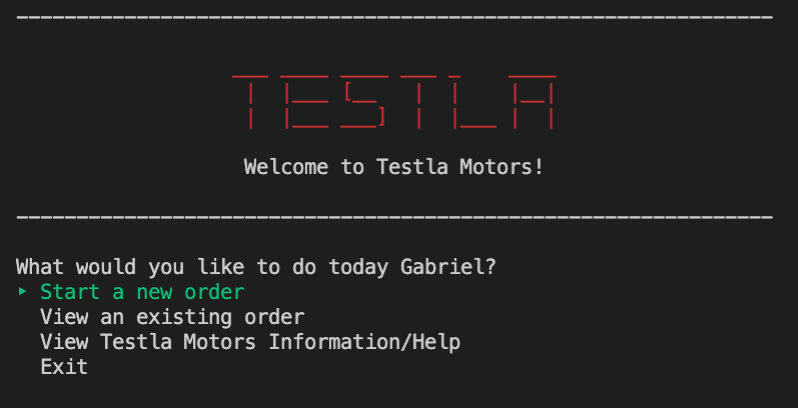 TESTLA
Welcome to Testla Motors!
What would you like to do today Gabriel?
‣ Start a new order
View an existing order
View Testla Motors Information/Help
Exit